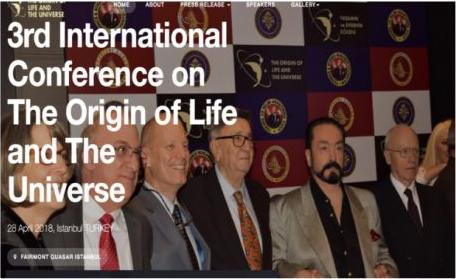 LIFE AND
THE UNIVERSE
HOME ABOUT PRESS RELEASE SPEAKERS GALLERY
3rd International
Conference on
The Origin of Life
and The
Universe
28 April 2018, Istanbul TURKEY
FAIRMONT QUASAR ISTANBUL
THE ORIGIN OF
LIFE AND
THE UNIVERSE
YAŞAMIN
ve EVRENİN
KÖKENİ